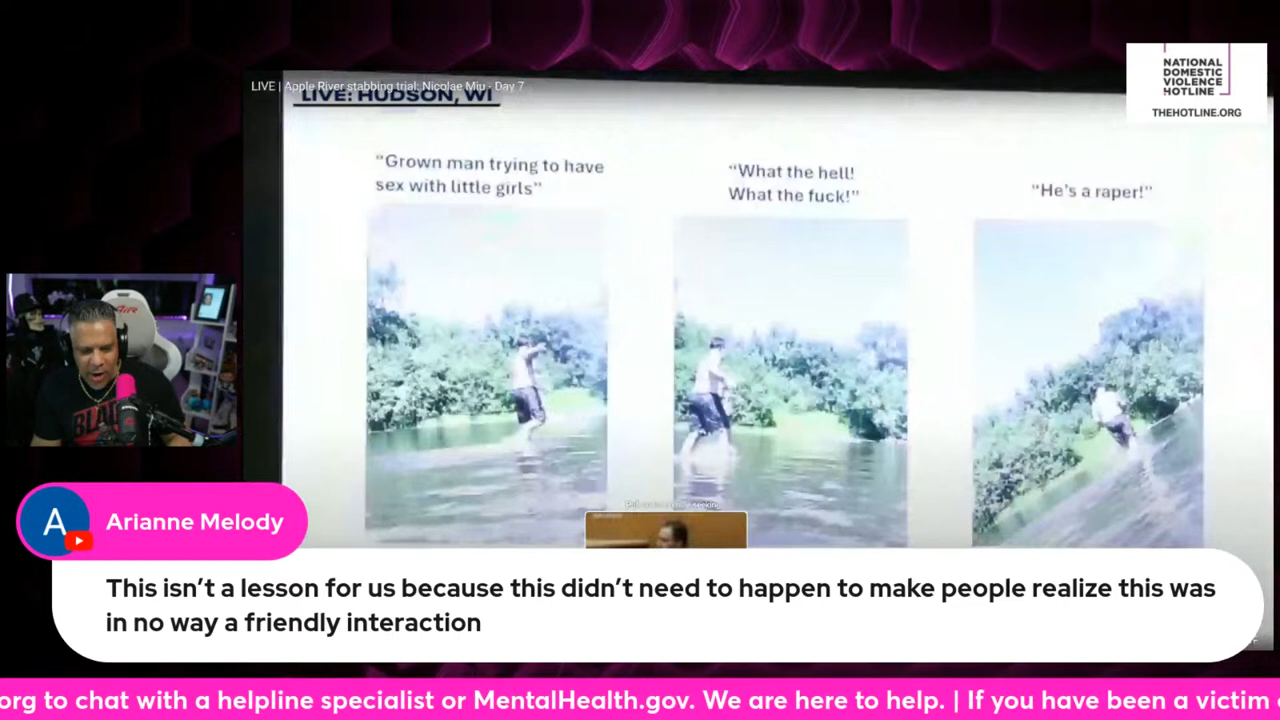 LIVE | Apple River stabbing trial: Nicolae Miu - Day 7
LIVE: HUDSON, WI
NATIONAL
DOMESTIC
VIOLENCE
HOTLINE
THEHOTLINE.ORG
“Grown man trying to have
sex with little girls”
“What the hell!
What the fuck!”
“He’s a raper!”
A
Arianne Melody
This isn’t a lesson for us because this didn’t need to happen to make people realize this was
in no way a friendly interaction
org to chat with a helpline specialist or MentalHealth.gov. We are here to help. | If you have been a victim